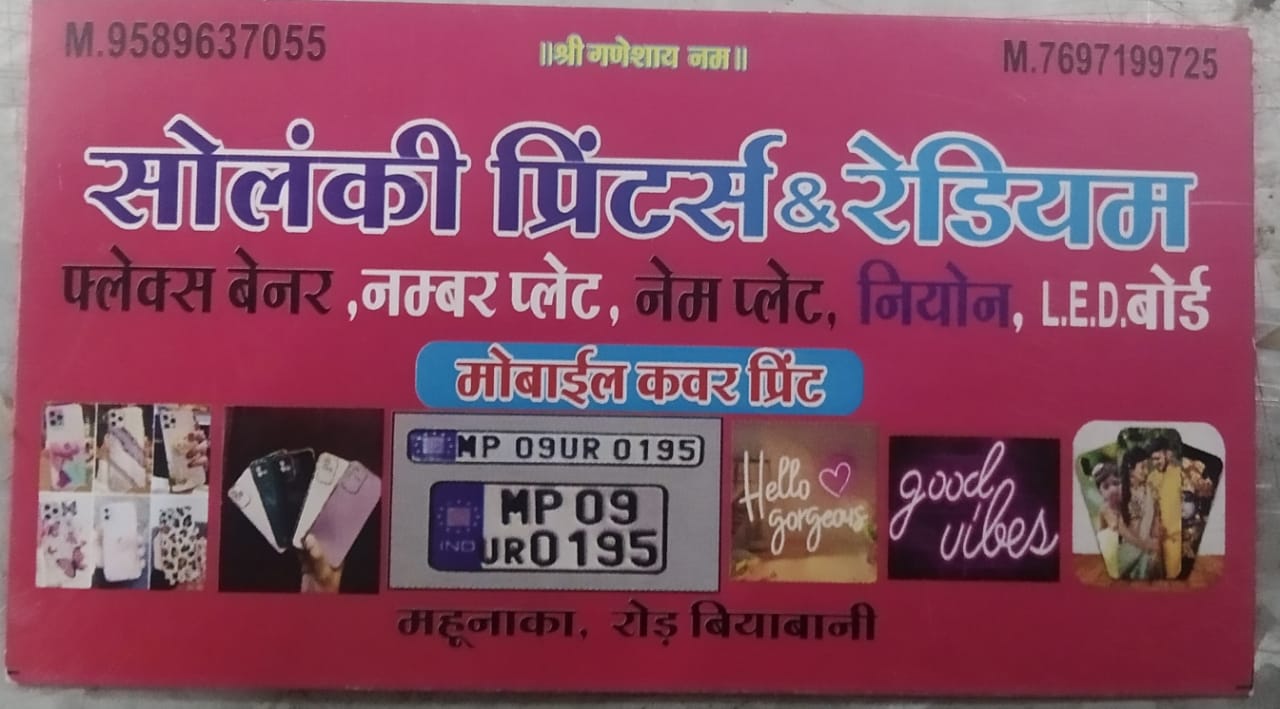 M.9589637055
॥श्री गणेशाय नम॥
M.7697199725
सोलंकी प्रिंटर्स & रेडियम
फ्लेक्स बेनर ,नम्बर प्लेट, नेम प्लेट, नियोन, L.E.D.बोर्ड
मोबाईल कवर प्रिंट
MP 09UR 0195
MP 09
IND UR0195
Hello
gorgeous
good
vibes
महूनाका, रोड़ बियाबानी